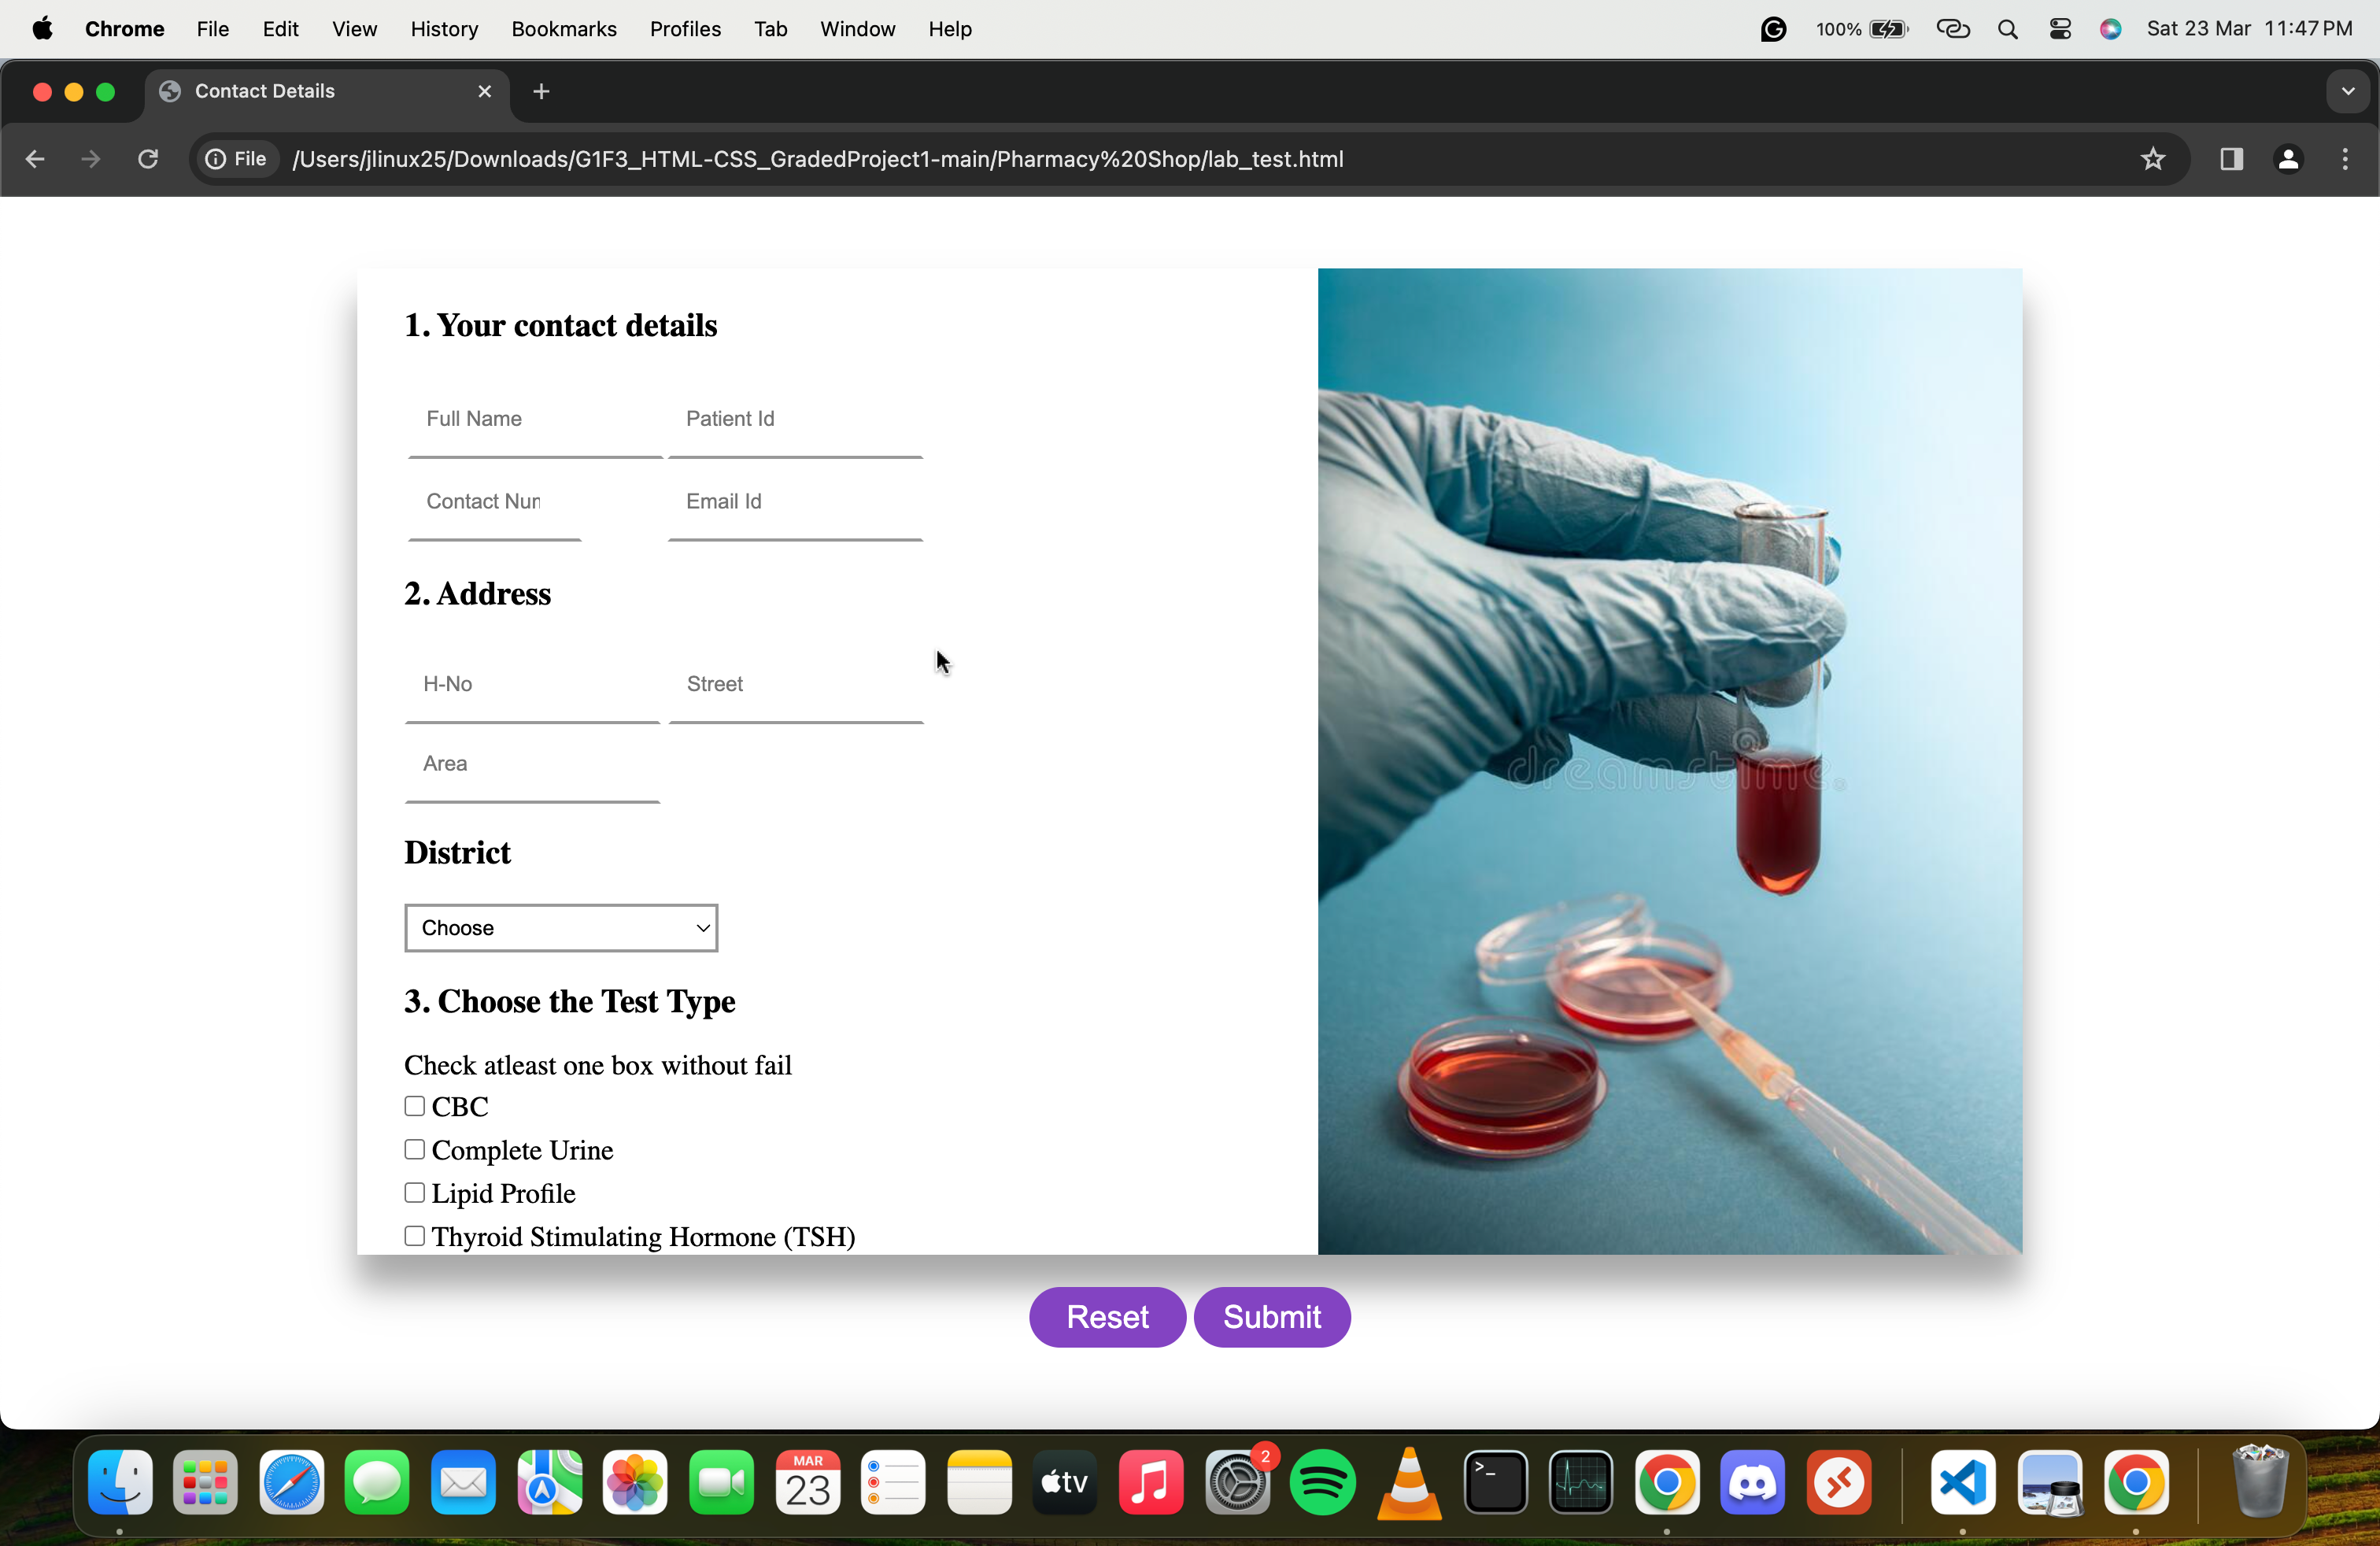 Chrome File Edit View History Bookmarks Profiles Tab Window Help 100% Sat 23 Mar 11:47 PM
Contact Details
File /Users/jlinux25/Downloads/G1F3_HTML-CSS_GradedProject1-main/Pharmacy%20Shop/lab_test.html
1. Your contact details
Full Name Patient Id
Contact Nur Email Id
2. Address
H-No Street
Area
dreamstime.
District
Choose
3. Choose the Test Type
Check atleast one box without fail
CBC
Complete Urine
Lipid Profile
Thyroid Stimulating Hormone (TSH)
Reset Submit
MAR
23
tv
2
>_